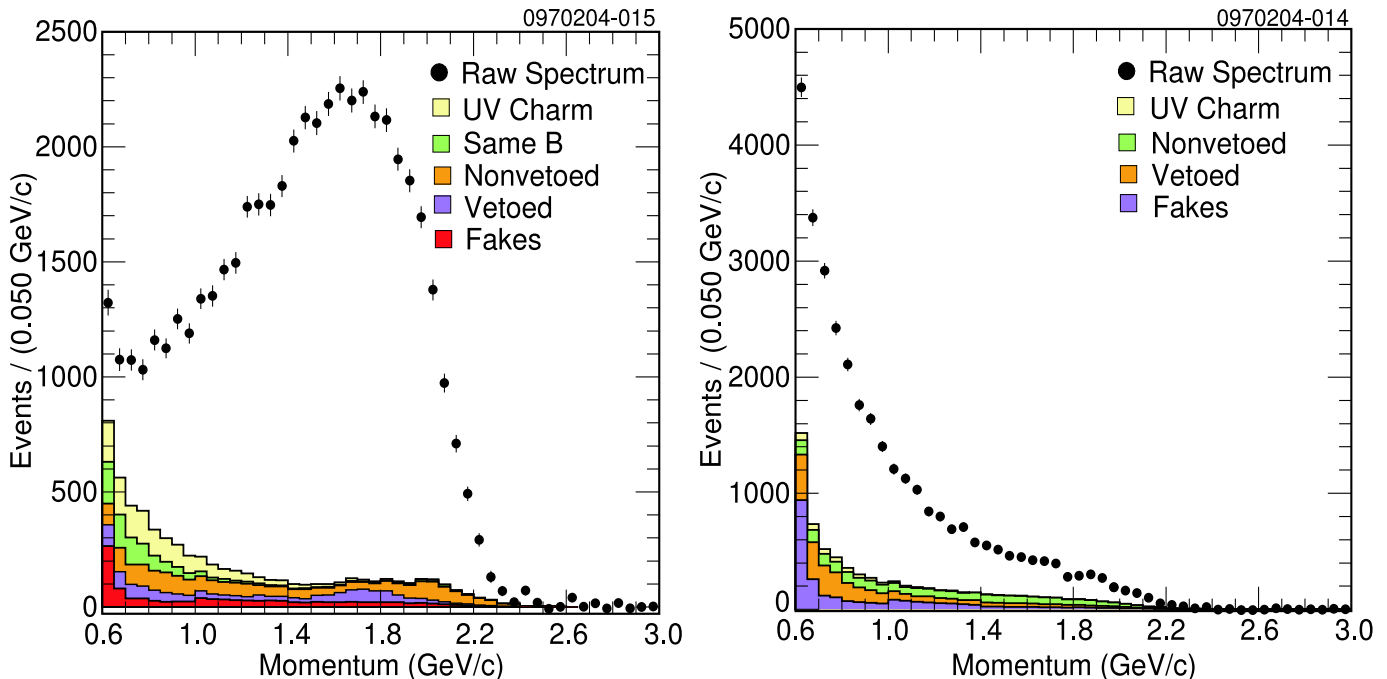 0970204-015
2500
2000
1500
1000
500
0
Events / (0.050 GeV/c)
Raw Spectrum
UV Charm
Same B
Nonvetoed
Vetoed
Fakes
0.6 1.0 1.4 1.8 2.2 2.6 3.0
Momentum (GeV/c)
0970204-014
5000
4000
3000
2000
1000
0
Events / (0.050 GeV/c)
Raw Spectrum
UV Charm
Nonvetoed
Vetoed
Fakes
0.6 1.0 1.4 1.8 2.2 2.6 3.0
Momentum (GeV/c)